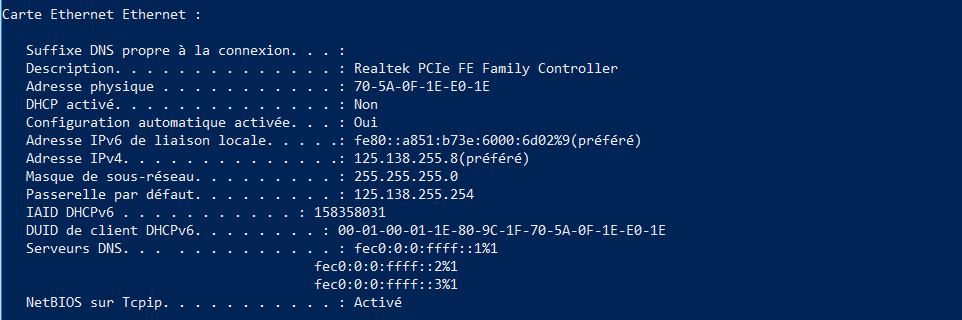 Carte Ethernet Ethernet :
Suffixe DNS propre à la connexion. . . :
Description. . . . . . . . . . . . . . : Realtek PCIe FE Family Controller
Adresse physique . . . . . . . . . . . : 70-5A-0F-1E-E0-1E
DHCP activé. . . . . . . . . . . . . . : Non
Configuration automatique activée. . . : Oui
Adresse IPv6 de liaison locale. . . . .: fe80::a851:b73e:6000:6d02%9(préféré)
Adresse IPv4. . . . . . . . . . . . . .: 125.138.255.8(préféré)
Masque de sous-réseau. . . . . . . . . : 255.255.255.0
Passerelle par défaut. . . . . . . . . : 125.138.255.254
IAID DHCPv6 . . . . . . . . . . . : 158358031
DUID de client DHCPv6. . . . . . . . : 00-01-00-01-1E-80-9C-1F-70-5A-0F-1E-E0-1E
Serveurs DNS. . . . . . . . . . . . . : fec0:0:0:ffff::1%1
fec0:0:0:ffff::2%1
fec0:0:0:ffff::3%1
NetBIOS sur Tcpip. . . . . . . . . . . : Activé